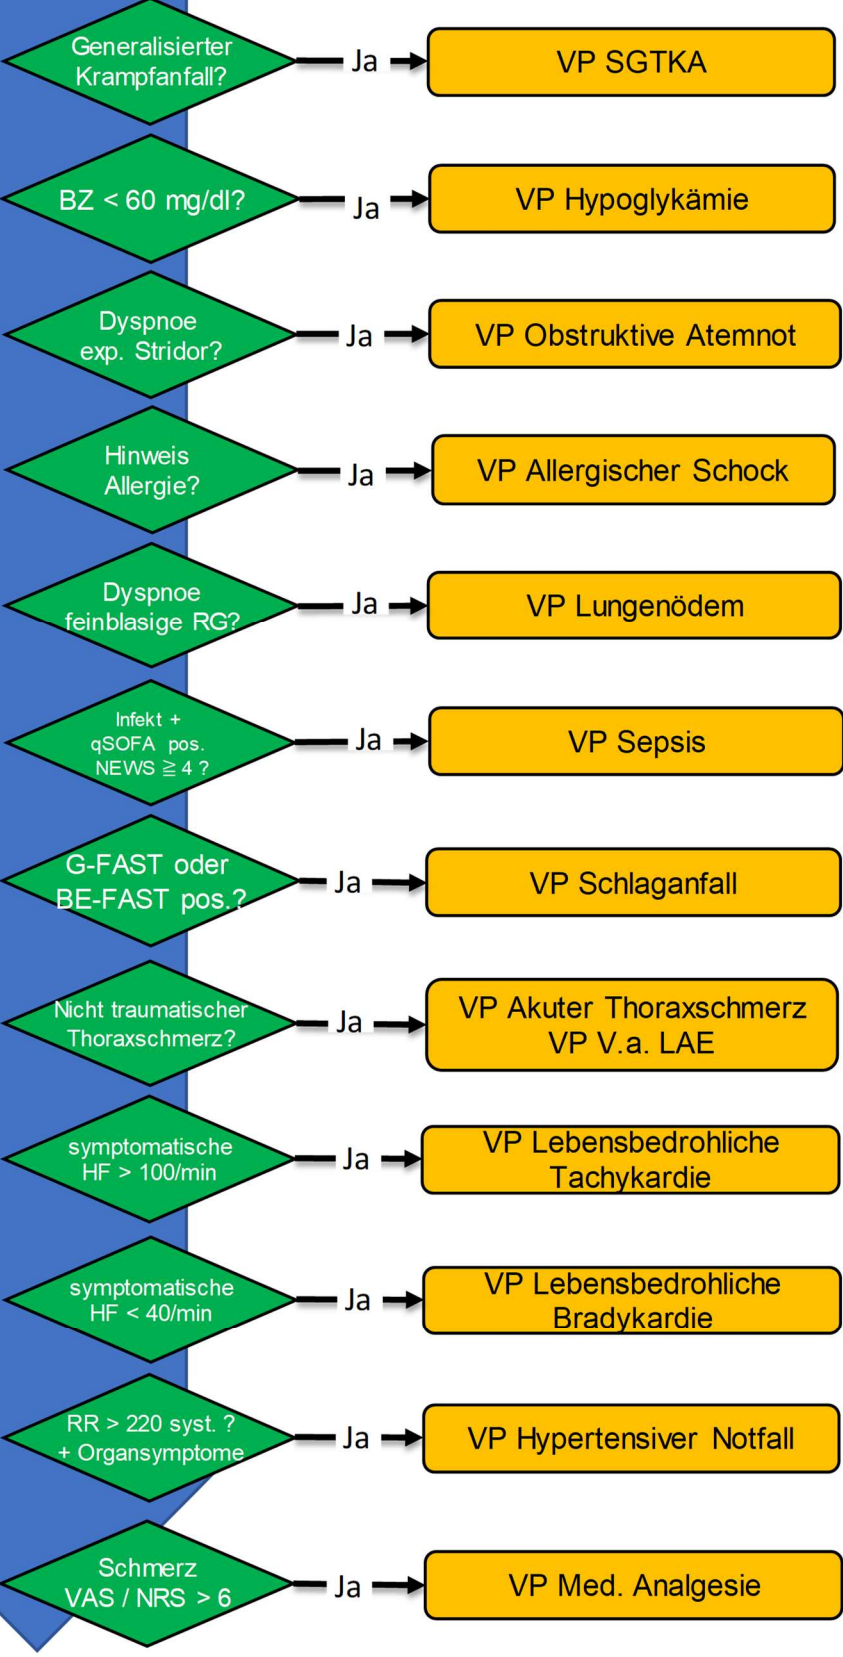 Generalisierter
Krampfanfall?
Ja
VP SGTKA
BZ < 60 mg/dl?
Ja
VP Hypoglykämie
Dyspnoe
exp. Stridor?
Ja
VP Obstruktive Atemnot
Hinweis
Allergie?
Ja
VP Allergischer Schock
Dyspnoe
feinblasige RG?
Ja
VP Lungenödem
Infekt +
qSOFA pos.
NEWS ≧ 4 ?
Ja
VP Sepsis
G-FAST oder
BE-FAST pos.?
Ja
VP Schlaganfall
Nicht traumatischer
Thoraxschmerz?
Ja
VP Akuter Thoraxschmerz
VP V.a. LAE
symptomatische
HF > 100/min
Ja
VP Lebensbedrohliche
Tachykardie
symptomatische
HF < 40/min
Ja
VP Lebensbedrohliche
Bradykardie
RR > 220 syst. ?
+ Organsymptome
Ja
VP Hypertensiver Notfall
Schmerz
VAS / NRS > 6
Ja
VP Med. Analgesie